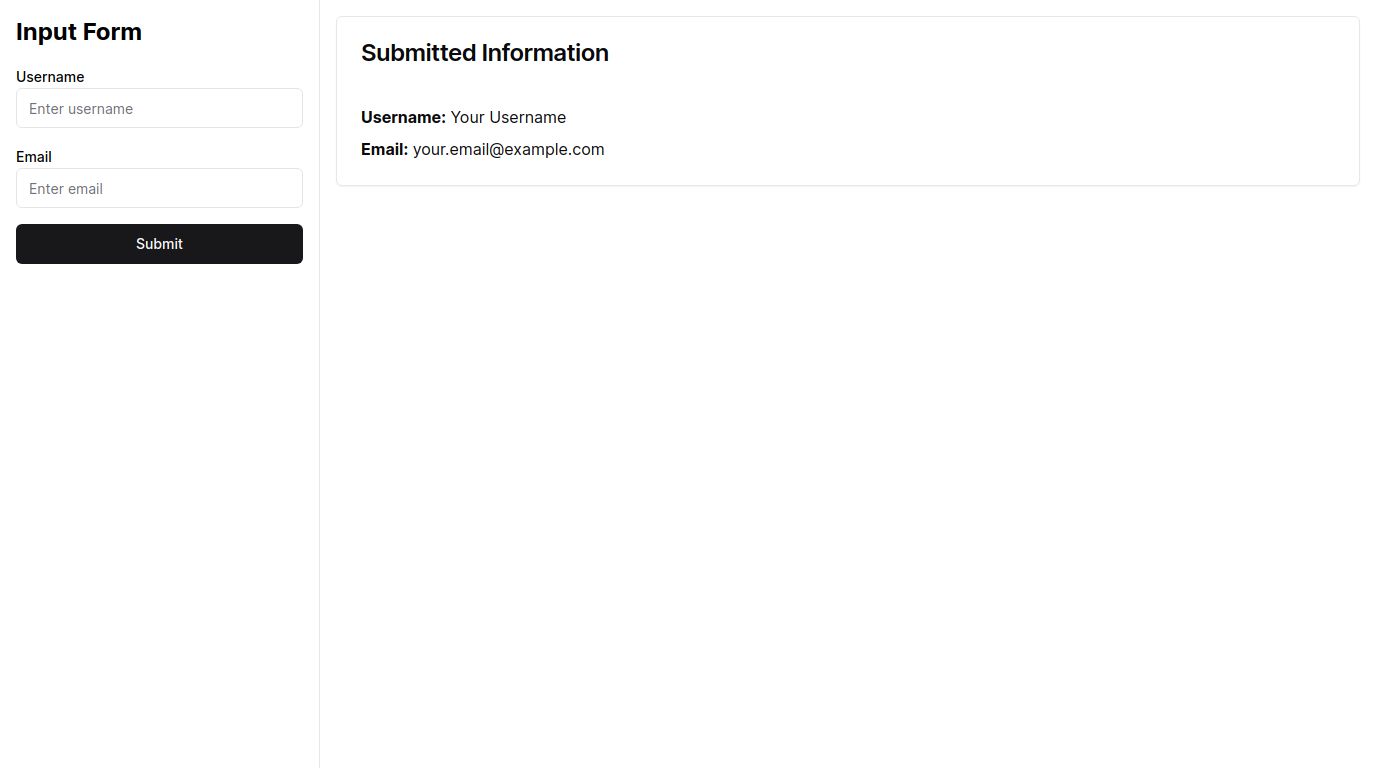 Input Form
Username
Enter username
Email
Enter email
Submit
Submitted Information
Username: Your Username
Email: your.email@example.com